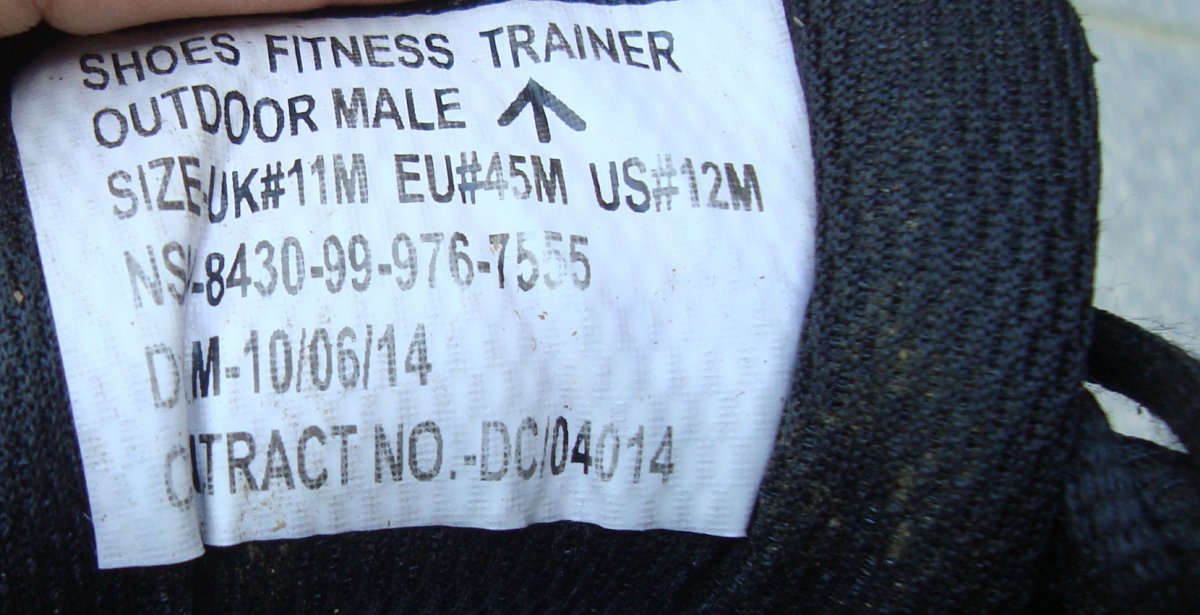 SHOES FITNESS TRAINER
OUTDOOR MALE
SIZE UK#11M EU#45M US#12M
8430-99-976-7555
10/06/14
NO.-DC/04014